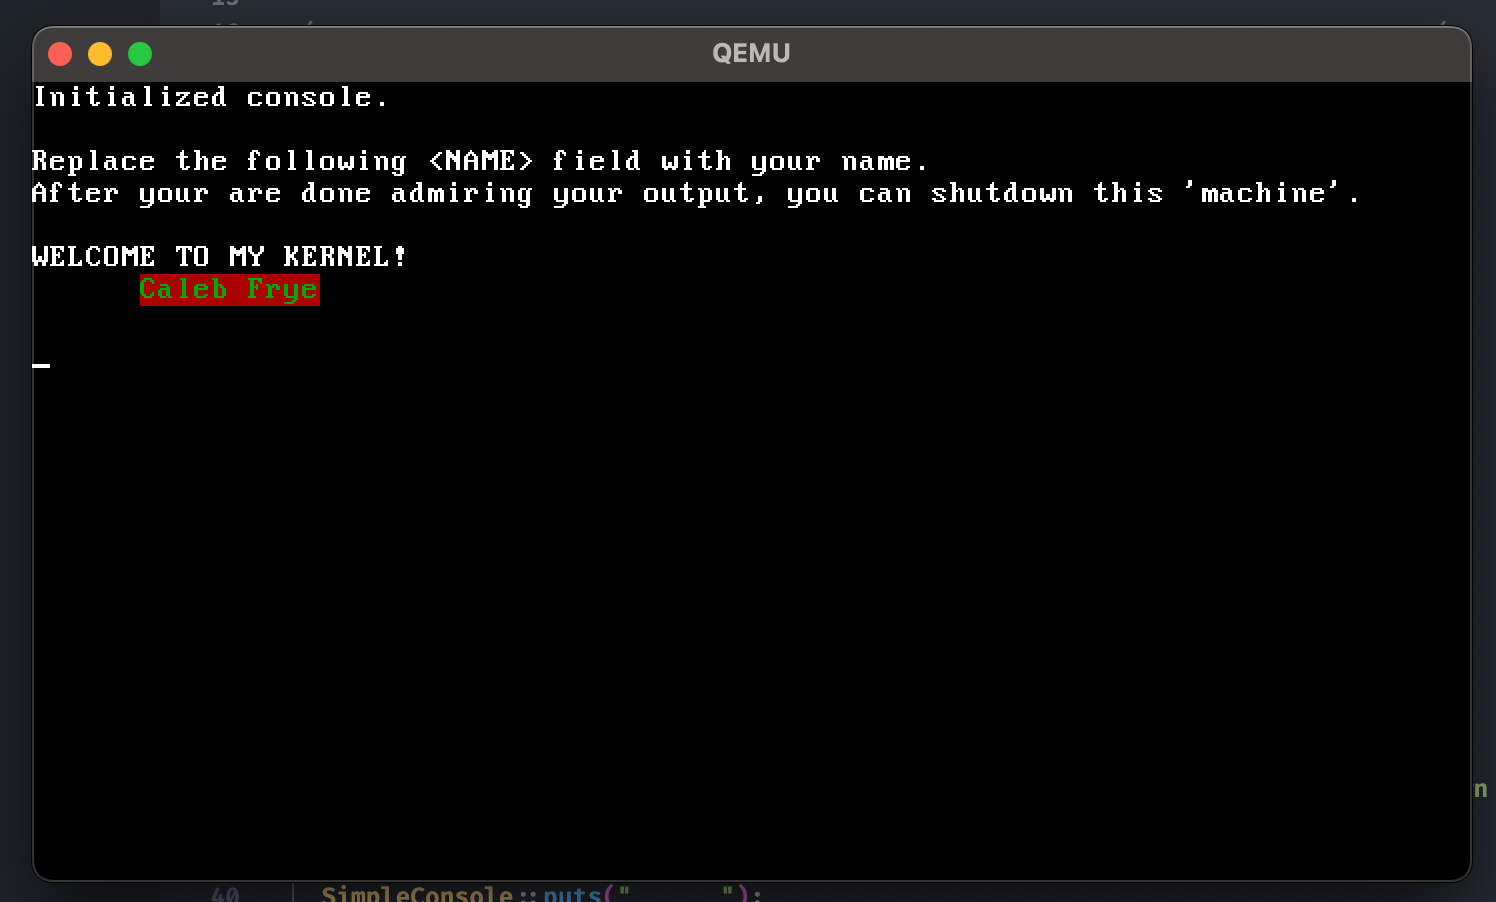 QEMU
Initialized console.
Replace the following <NAME> field with your name.
After your are done admiring your output, you can shutdown this 'machine'.
WELCOME TO MY KERNEL!
Caleb Frye
n
40 SimpleConsole::puts("      ");